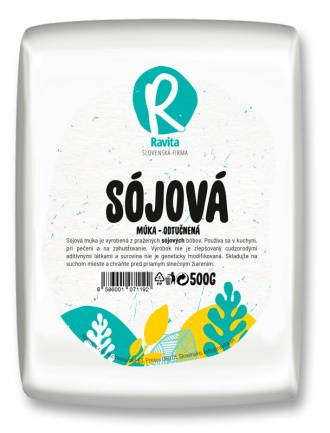 R
Ravita
SLOVENSKÁ FIRMA
SÓJOVÁ
MÚKA - ODTUČNENÁ
Sójová múka je vyrobená z pražených sójových bôbov. Používa sa v kuchyni,
pri pečení a na zahusťovanie. Výrobok nie je zlepšovaný cudzorodými
aditívnymi látkami a surovina nie je geneticky modifikovaná. Skladujte na
suchom mieste a chráňte pred priamym slnečným žiarením.
8 586001 071192
500G